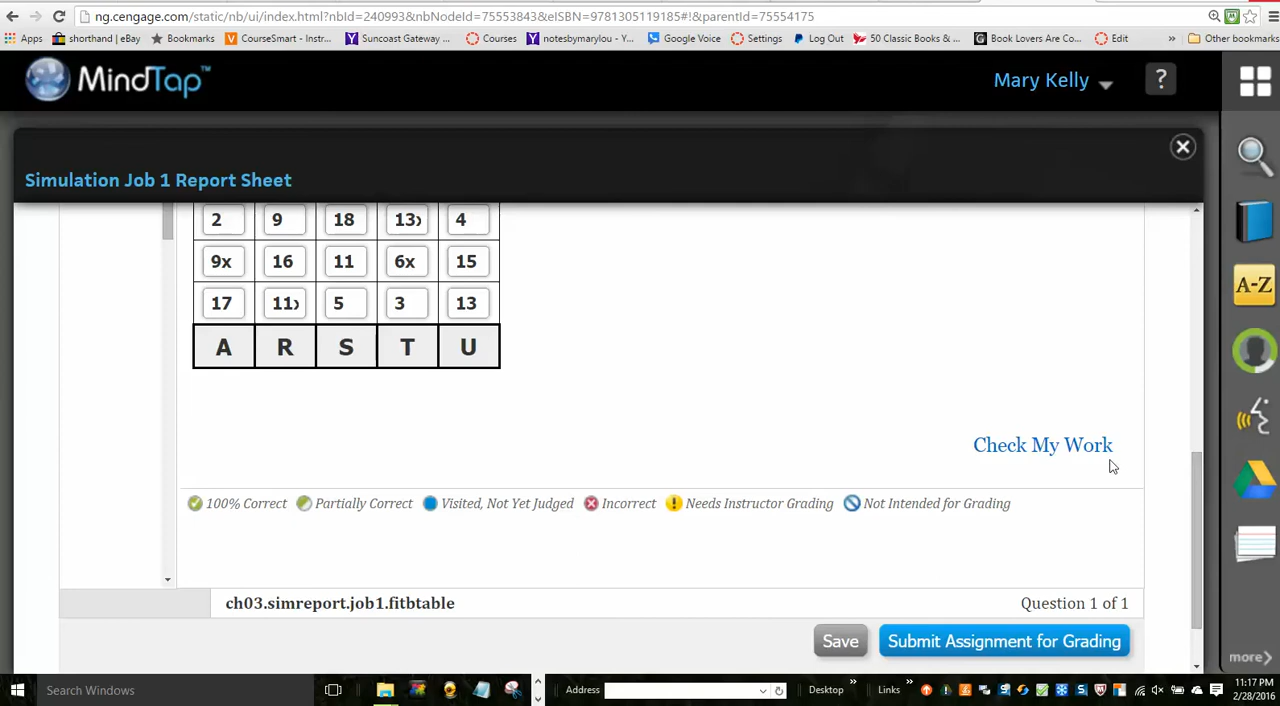 ng.cengage.com/static/nb/ui/index.html?nbId=240993&nbNodeId=75553843&eISBN=9781305119185#!&parentId=75554175
Apps shorthand | eBay Bookmarks CourseSmart - Instr... Suncoast Gateway ... Courses notesbymarylou - Y... Google Voice Settings Log Out 50 Classic Books & ... Book Lovers Are Co... Edit » Other bookmarks
MindTap™
Mary Kelly
?
Simulation Job 1 Report Sheet
2 9 18 13x 4
9x 16 11 6x 15
17 11x 5 3 13
A R S T U
Check My Work
100% Correct Partially Correct Visited, Not Yet Judged Incorrect Needs Instructor Grading Not Intended for Grading
ch03.simreport.job1.fitbtable
Question 1 of 1
Save Submit Assignment for Grading
A-Z
more
Search Windows
Address
Desktop »
Links »
11:17 PM
2/28/2016